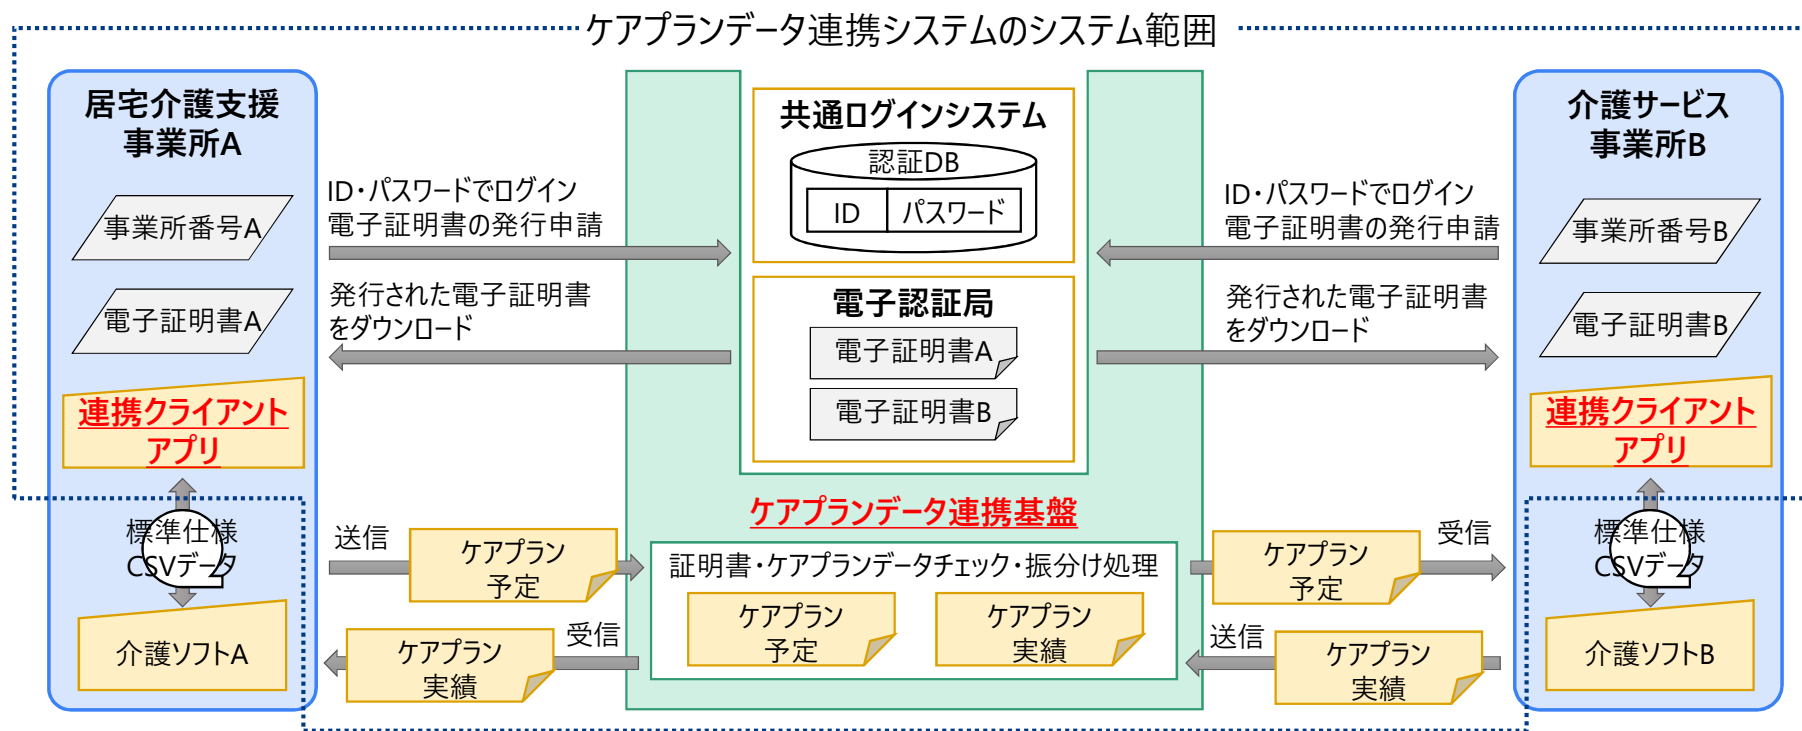 ケアプランデータ連携システムのシステム範囲
居宅介護支援
事業所A
事業所番号A
電子証明書A
連携クライアント
アプリ
標準仕様
CSVデータ
介護ソフトA
ID・パスワードでログイン
電子証明書の発行申請
発行された電子証明書
をダウンロード
送信
ケアプラン
予定
受信
ケアプラン
実績
共通ログインシステム
認証DB
ID
パスワード
電子認証局
電子証明書A
電子証明書B
ケアプランデータ連携基盤
証明書・ケアプランデータチェック・振分け処理
ケアプラン
予定
ケアプラン
実績
ID・パスワードでログイン
電子証明書の発行申請
発行された電子証明書
をダウンロード
受信
ケアプラン
予定
送信
ケアプラン
実績
介護サービス
事業所B
事業所番号B
電子証明書B
連携クライアント
アプリ
標準仕様
CSVデータ
介護ソフトB